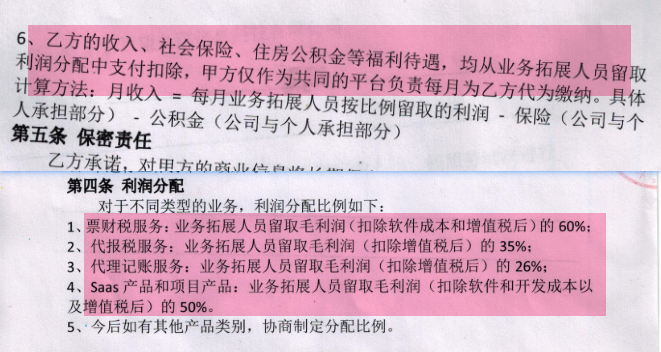 6、乙方的收入、社会保险、住房公积金等福利待遇，均从业务拓展人员留取
利润分配中支付扣除，甲方仅作为共同的平台负责每月为乙方代为缴纳。具体
计算方法：月收入 = 每月业务拓展人员按比例留取的利润 - 保险（公司与个
人承担部分） - 公积金（公司与个人承担部分）
第五条 保密责任
乙方承诺，对甲方的商业信息将长期
第四条 利润分配
对于不同类型的业务，利润分配比例如下：
1、票财税服务：业务拓展人员留取毛利润（扣除软件成本和增值税后）的 60%；
2、代报税服务：业务拓展人员留取毛利润（扣除增值税后）的 35%；
3、代理记账服务：业务拓展人员留取毛利润（扣除增值税后）的 26%；
4、Saas 产品和项目产品：业务拓展人员留取毛利润（扣除软件和开发成本以
及增值税后）的 50%。
5、今后如有其他产品类别，协商制定分配比例。